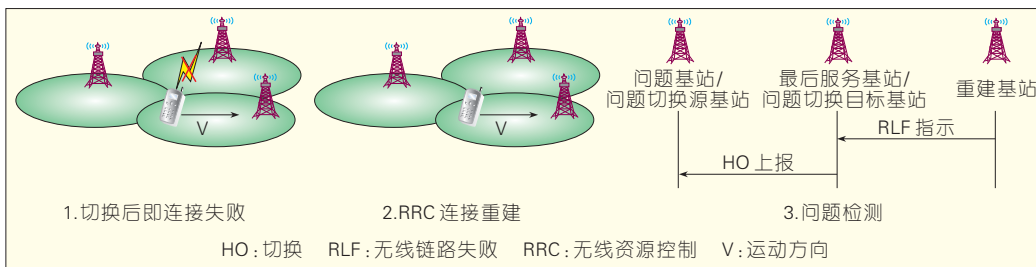 V
1.切换后即连接失败
V
2.RRC 连接重建
问题基站/
问题切换源基站
最后服务基站/
问题切换目标基站
重建基站
RLF 指示
HO 上报
3.问题检测
HO:切换 RLF:无线链路失败 RRC:无线资源控制 V:运动方向